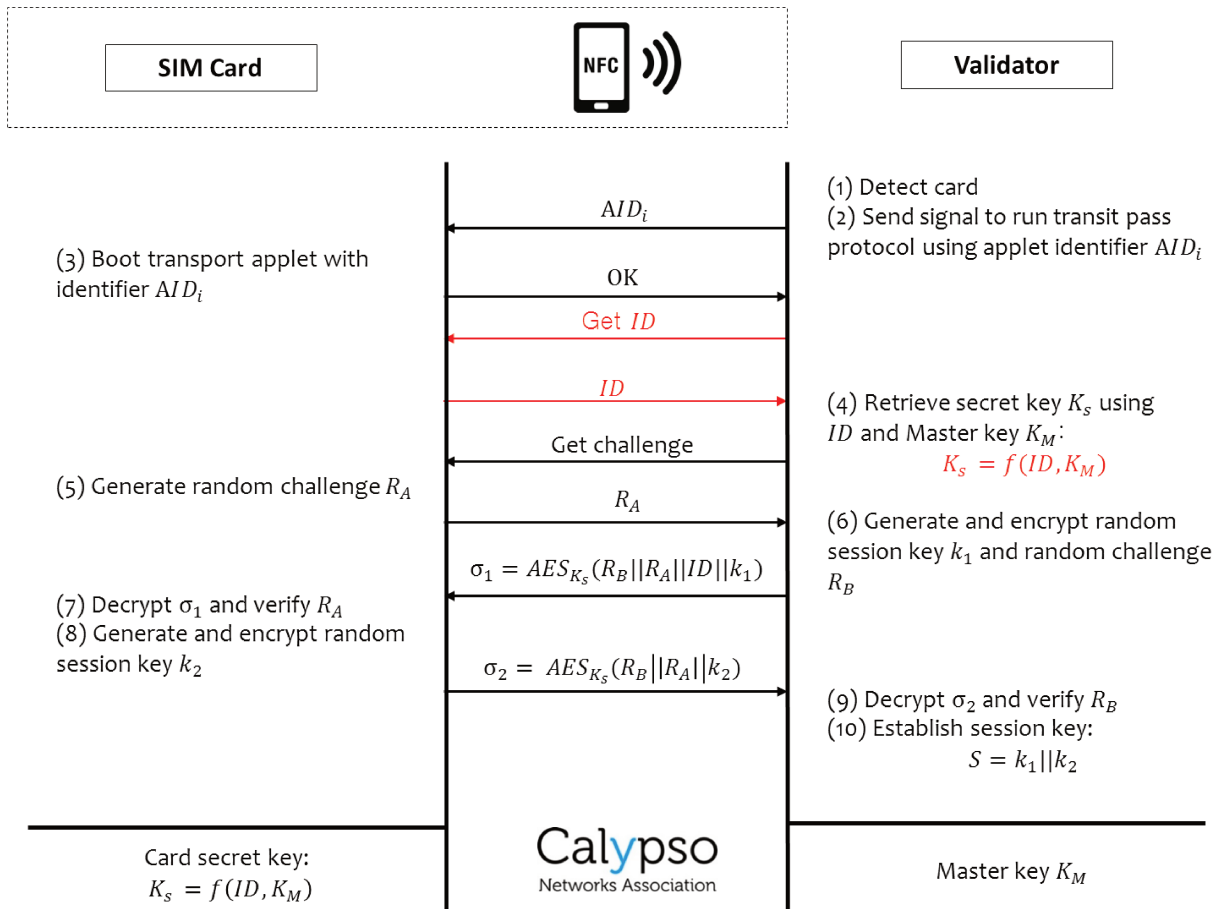 SIM Card
NFC
Validator
(1) Detect card
(2) Send signal to run transit pass
protocol using applet identifier AID_i
AID_i
(3) Boot transport applet with
identifier AID_i
OK
Get ID
ID
(4) Retrieve secret key K_s using
ID and Master key K_M:
K_s = f(ID, K_M)
Get challenge
(5) Generate random challenge R_A
R_A
(6) Generate and encrypt random
session key k_1 and random challenge
R_B
σ_1 = AES_{K_s}(R_B||R_A||ID||k_1)
(7) Decrypt σ_1 and verify R_A
(8) Generate and encrypt random
session key k_2
σ_2 = AES_{K_s}(R_B||R_A||k_2)
(9) Decrypt σ_2 and verify R_B
(10) Establish session key:
S = k_1||k_2
Card secret key:
K_s = f(ID, K_M)
Calypso
Networks Association
Master key K_M